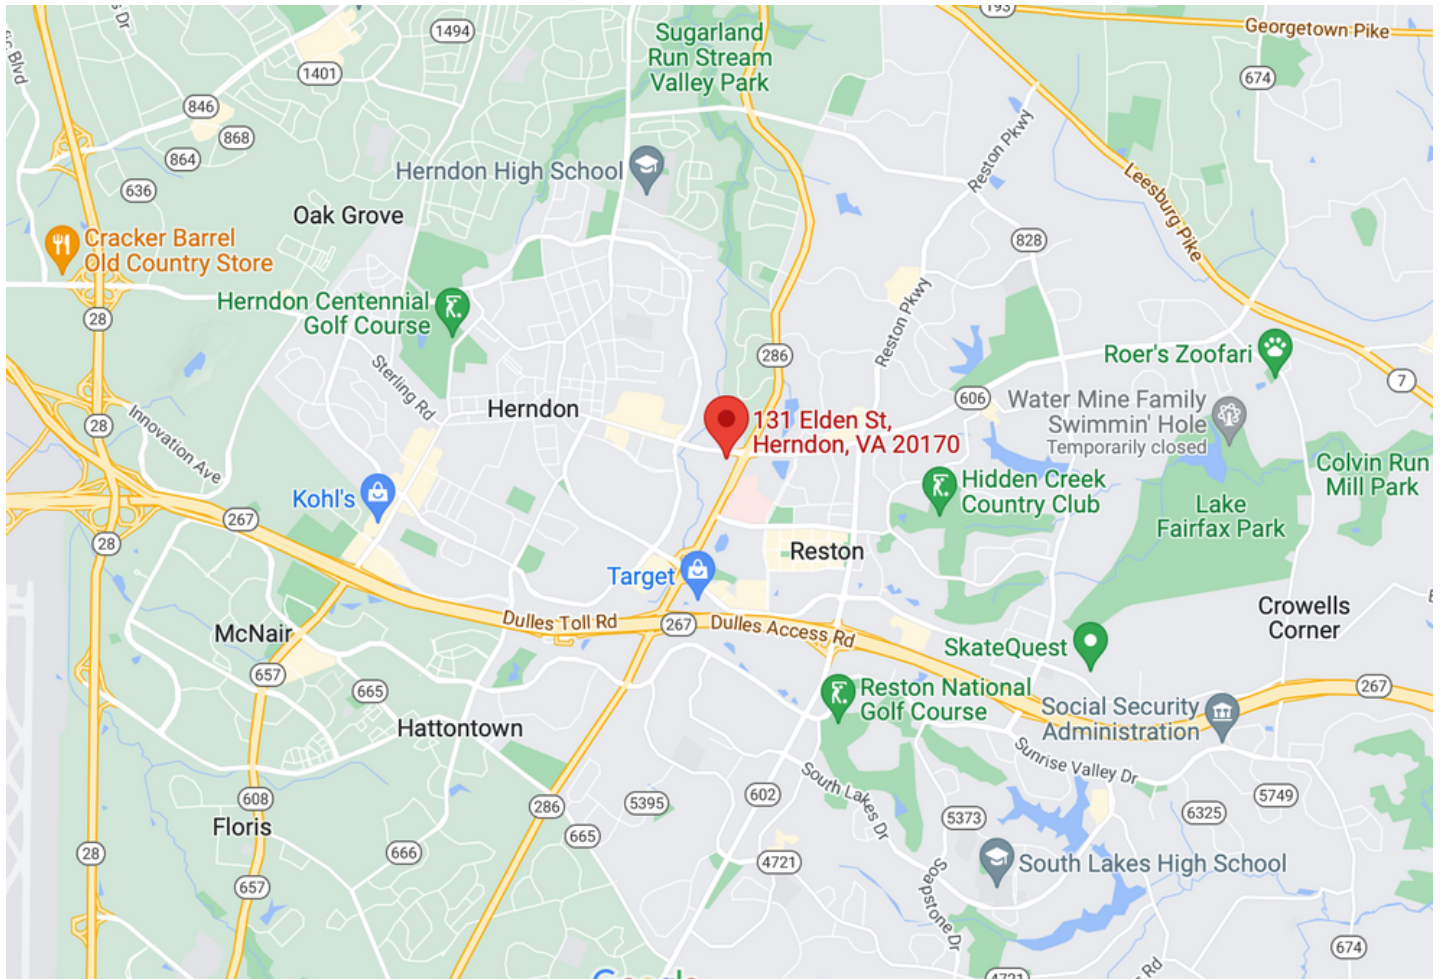 1494
193
Georgetown Pike
Sugarland
Run Stream
Valley Park
1401
674
846
868
864
636
Herndon High School
Reston Pkwy
Leesburg Pike
Oak Grove
828
Cracker Barrel
Old Country Store
Herndon Centennial
Golf Course
28
286
Reston Pkwy
Roer's Zoofari
7
Sterling Rd
Herndon
606
Water Mine Family
Swimmin' Hole
Temporarily closed
131 Elden St,
Herndon, VA 20170
28
Innovation Ave
Kohl's
Hidden Creek
Country Club
Colvin Run
Mill Park
Lake
Fairfax Park
267
28
Reston
Target
Dulles Toll Rd
267
Dulles Access Rd
Crowells
Corner
McNair
SkateQuest
657
665
Reston National
Golf Course
267
Social Security
Administration
Hattontown
Sunrise Valley Dr
South Lakes Dr
608
286
5395
602
5373
6325
5749
Floris
665
28
666
4721
South Lakes High School
657
Soapstone Dr
674
4721
Rd
Google